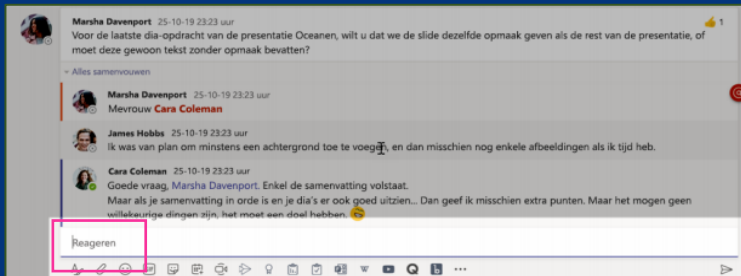 Marsha Davenport 25-10-19 23:23 uur
1
Voor de laatste dia-opdracht van de presentatie Oceanen, wilt u dat we de slide dezelfde opmaak geven als de rest van de presentatie, of
moet deze gewoon tekst zonder opmaak bevatten?
Alles samenvouwen
Marsha Davenport 25-10-19 23:23 uur
Mevrouw Cara Coleman
James Hobbs 25-10-19 23:23 uur
Ik was van plan om minstens een achtergrond toe te voegen, en dan misschien nog enkele afbeeldingen als ik tijd heb.
Cara Coleman 25-10-19 23:23 uur
Goede vraag, Marsha Davenport. Enkel de samenvatting volstaat.
Maar als je samenvatting in orde is en je dia's er ook goed uitzien... Dan geef ik misschien extra punten. Maar het mogen geen
willekeurige dingen zijn, het moet een doel hebben.
Reageren